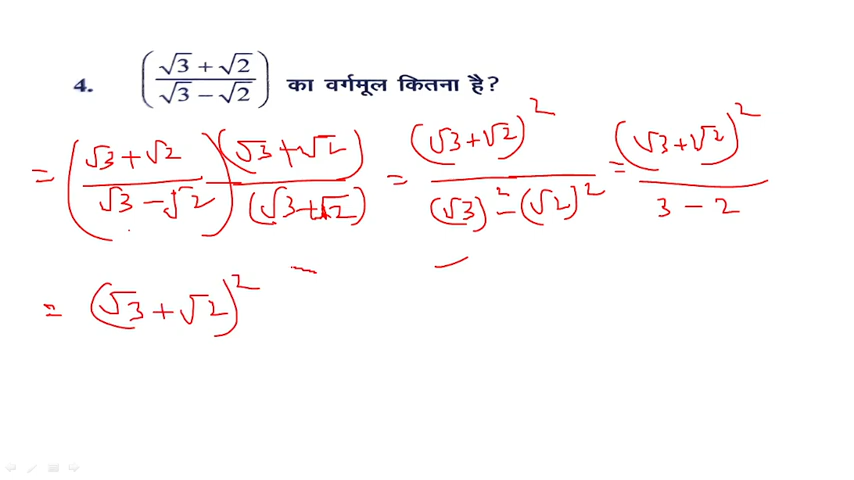 4. (√3 + √2 / √3 − √2) का वर्गमूल कितना है?
= (√3+√2 / √3−√2) (√3+√2) / (√3+√2) = (√3+√2)² / (√3)²−(√2)² = (√3+√2)² / 3−2
= (√3+√2)²